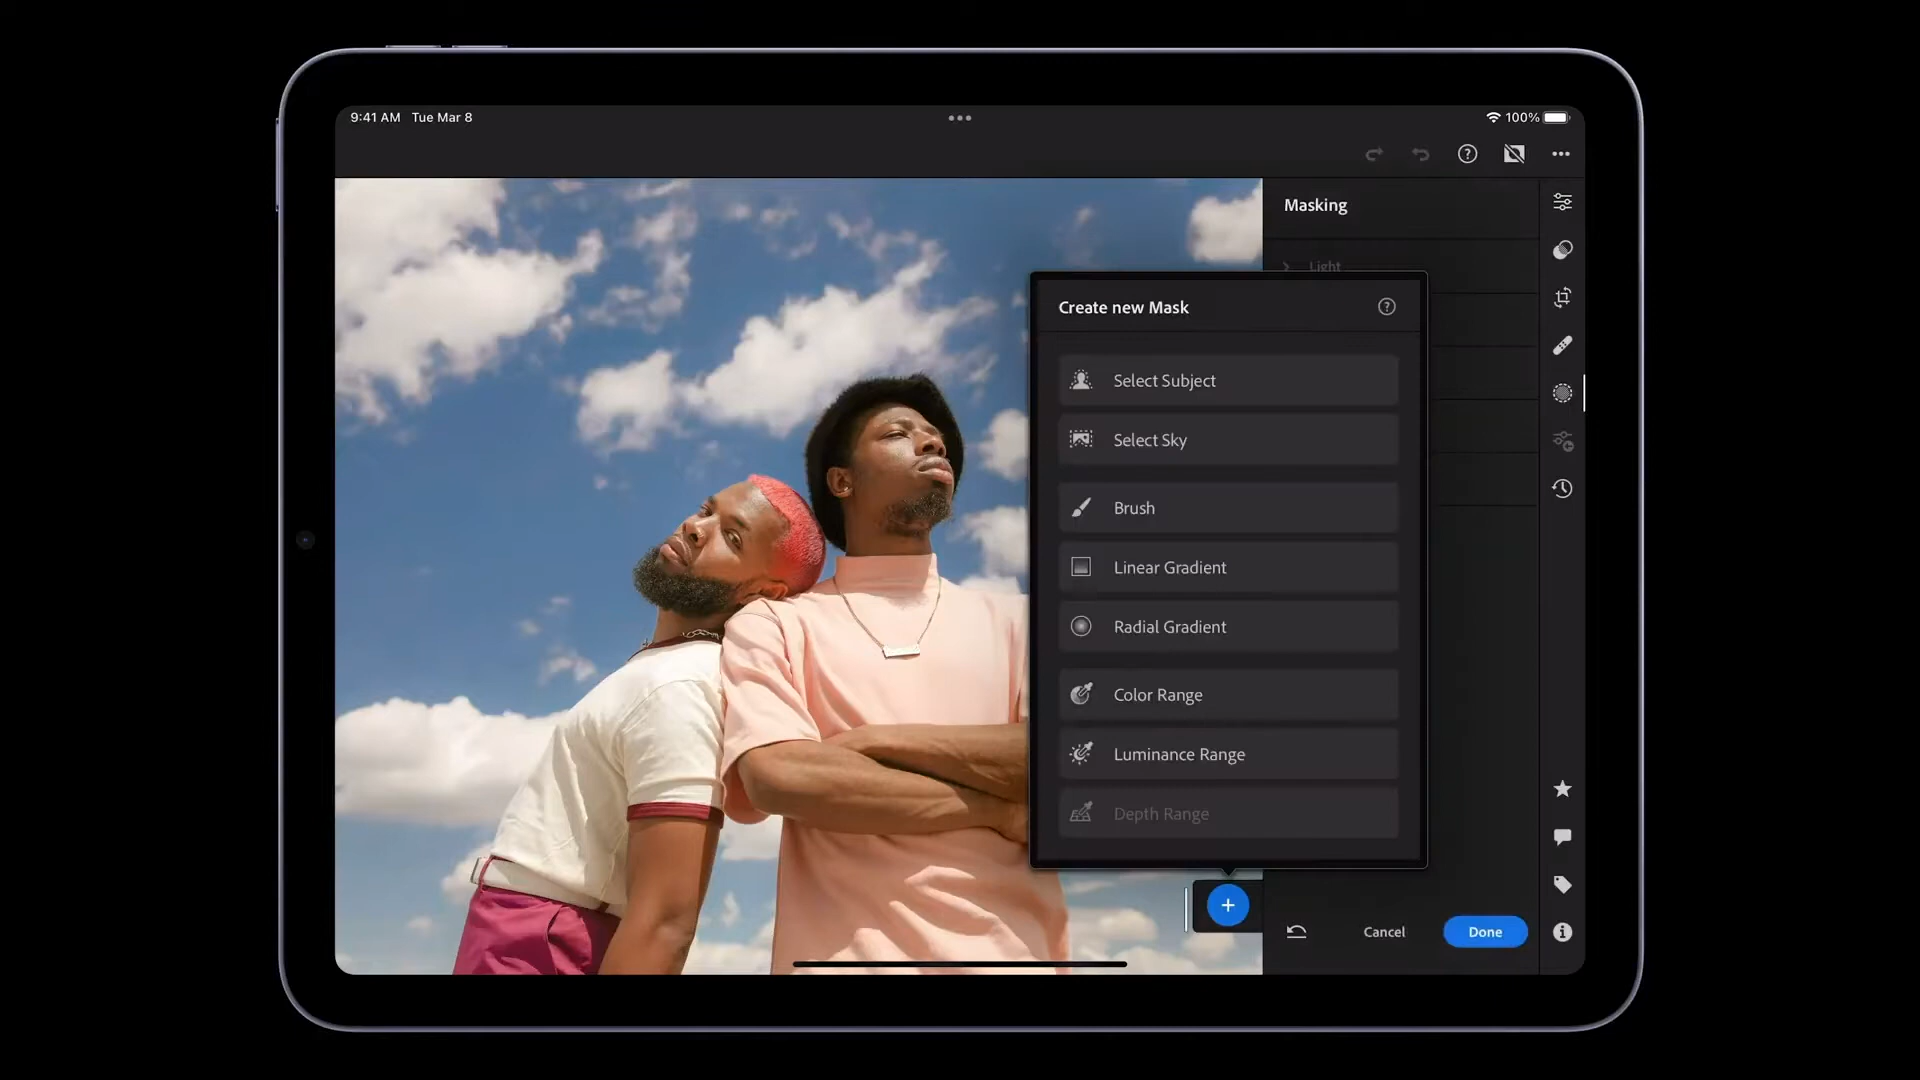 9:41 AM Tue Mar 8
100%
Masking
Light
Create new Mask
Select Subject
Select Sky
Brush
Linear Gradient
Radial Gradient
Color Range
Luminance Range
Depth Range
Cancel
Done